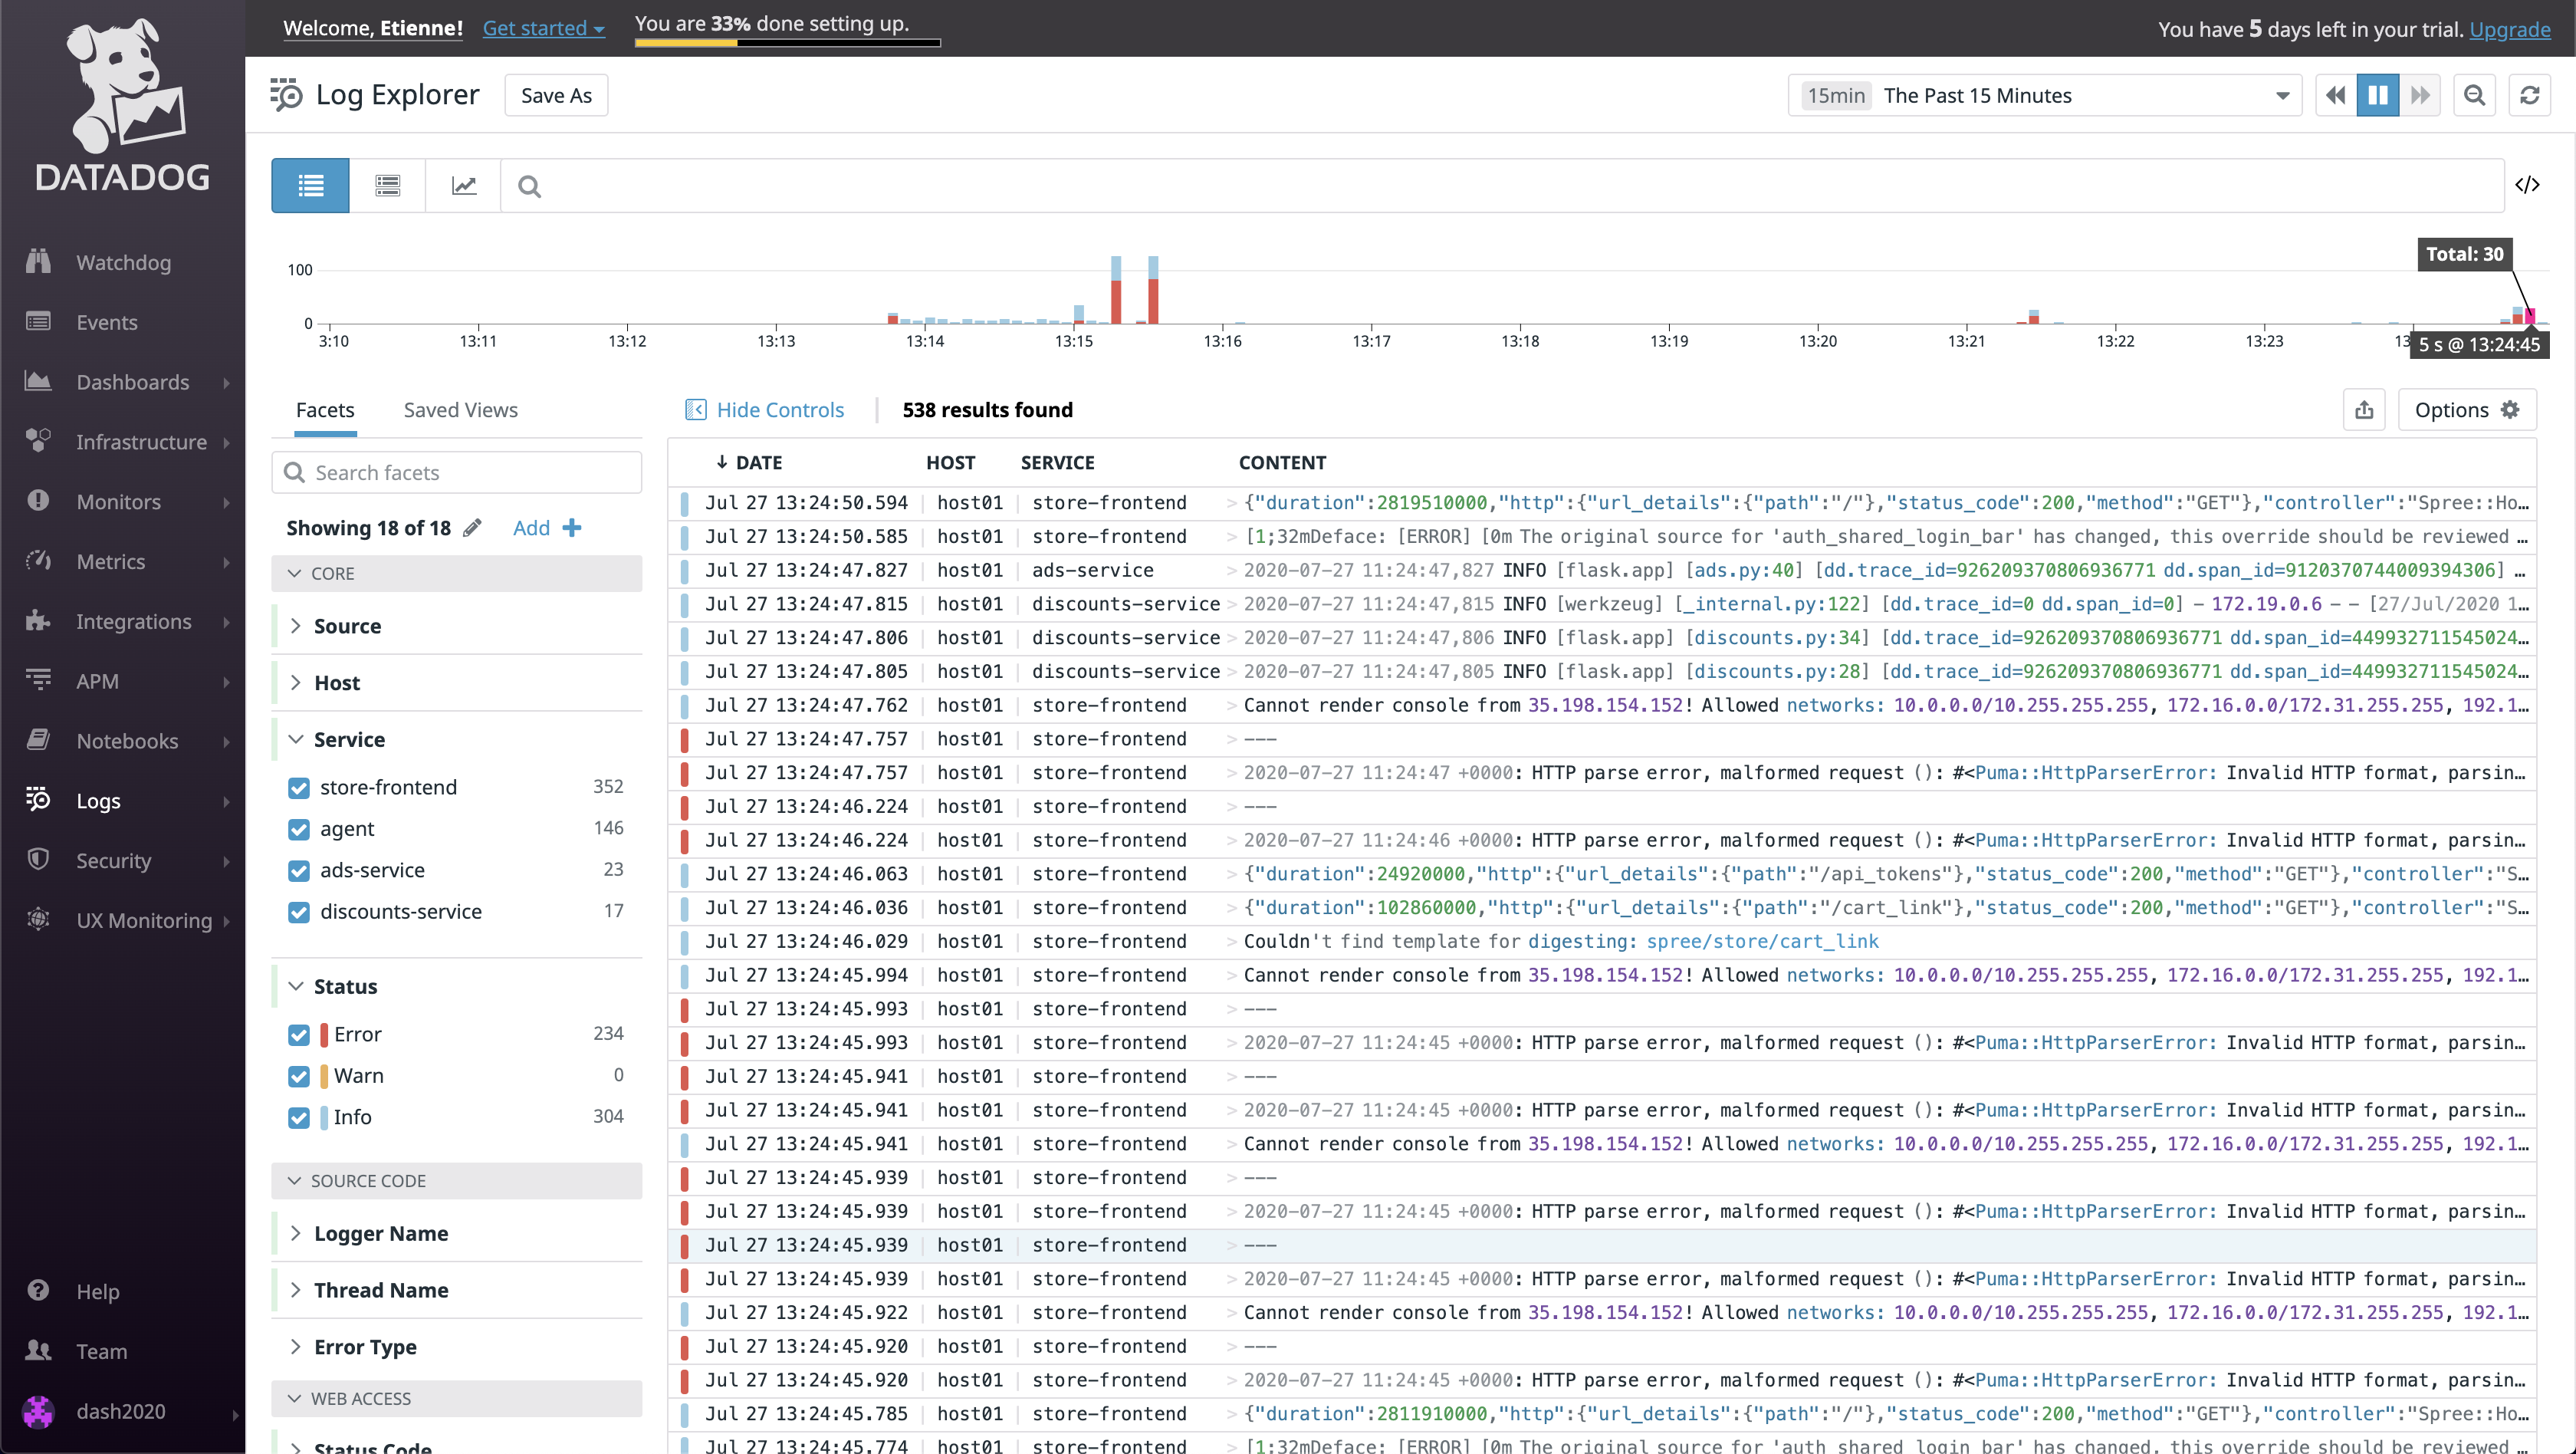 DATADOG
Watchdog
Events
Dashboards
Infrastructure
Monitors
Metrics
Integrations
APM
Notebooks
Logs
Security
UX Monitoring
Help
Team
dash2020
Welcome, Etienne! Get started You are 33% done setting up. You have 5 days left in your trial. Upgrade
Log Explorer Save As 15min The Past 15 Minutes
</>
100
0
Total: 30
3:10 13:11 13:12 13:13 13:14 13:15 13:16 13:17 13:18 13:19 13:20 13:21 13:22 13:23 13
5 s @ 13:24:45
Facets Saved Views
Search facets
Showing 18 of 18 Add
CORE
Source
Host
Service
store-frontend 352
agent 146
ads-service 23
discounts-service 17
Status
Error 234
Warn 0
Info 304
SOURCE CODE
Logger Name
Thread Name
Error Type
WEB ACCESS
Status Code
Hide Controls 538 results found Options
DATE HOST SERVICE CONTENT
Jul 27 13:24:50.594 host01 store-frontend > {"duration":2819510000,"http":{"url_details":{"path":"/"},"status_code":200,"method":"GET"},"controller":"Spree::Ho…
Jul 27 13:24:50.585 host01 store-frontend > [1;32mDeface: [ERROR] [0m The original source for 'auth_shared_login_bar' has changed, this override should be reviewed …
Jul 27 13:24:47.827 host01 ads-service > 2020-07-27 11:24:47,827 INFO [flask.app] [ads.py:40] [dd.trace_id=926209370806936771 dd.span_id=9120370744009394306] …
Jul 27 13:24:47.815 host01 discounts-service > 2020-07-27 11:24:47,815 INFO [werkzeug] [_internal.py:122] [dd.trace_id=0 dd.span_id=0] - 172.19.0.6 - - [27/Jul/2020 1…
Jul 27 13:24:47.806 host01 discounts-service > 2020-07-27 11:24:47,806 INFO [flask.app] [discounts.py:34] [dd.trace_id=926209370806936771 dd.span_id=449932711545024…
Jul 27 13:24:47.805 host01 discounts-service > 2020-07-27 11:24:47,805 INFO [flask.app] [discounts.py:28] [dd.trace_id=926209370806936771 dd.span_id=449932711545024…
Jul 27 13:24:47.762 host01 store-frontend > Cannot render console from 35.198.154.152! Allowed networks: 10.0.0.0/10.255.255.255, 172.16.0.0/172.31.255.255, 192.1…
Jul 27 13:24:47.757 host01 store-frontend > ---
Jul 27 13:24:47.757 host01 store-frontend > 2020-07-27 11:24:47 +0000: HTTP parse error, malformed request (): #<Puma::HttpParserError: Invalid HTTP format, parsin…
Jul 27 13:24:46.224 host01 store-frontend > ---
Jul 27 13:24:46.224 host01 store-frontend > 2020-07-27 11:24:46 +0000: HTTP parse error, malformed request (): #<Puma::HttpParserError: Invalid HTTP format, parsin…
Jul 27 13:24:46.063 host01 store-frontend > {"duration":24920000,"http":{"url_details":{"path":"/api_tokens"},"status_code":200,"method":"GET"},"controller":"S…
Jul 27 13:24:46.036 host01 store-frontend > {"duration":102860000,"http":{"url_details":{"path":"/cart_link"},"status_code":200,"method":"GET"},"controller":"S…
Jul 27 13:24:46.029 host01 store-frontend > Couldn't find template for digesting: spree/store/cart_link
Jul 27 13:24:45.994 host01 store-frontend > Cannot render console from 35.198.154.152! Allowed networks: 10.0.0.0/10.255.255.255, 172.16.0.0/172.31.255.255, 192.1…
Jul 27 13:24:45.993 host01 store-frontend > ---
Jul 27 13:24:45.993 host01 store-frontend > 2020-07-27 11:24:45 +0000: HTTP parse error, malformed request (): #<Puma::HttpParserError: Invalid HTTP format, parsin…
Jul 27 13:24:45.941 host01 store-frontend > ---
Jul 27 13:24:45.941 host01 store-frontend > 2020-07-27 11:24:45 +0000: HTTP parse error, malformed request (): #<Puma::HttpParserError: Invalid HTTP format, parsin…
Jul 27 13:24:45.941 host01 store-frontend > Cannot render console from 35.198.154.152! Allowed networks: 10.0.0.0/10.255.255.255, 172.16.0.0/172.31.255.255, 192.1…
Jul 27 13:24:45.939 host01 store-frontend > ---
Jul 27 13:24:45.939 host01 store-frontend > 2020-07-27 11:24:45 +0000: HTTP parse error, malformed request (): #<Puma::HttpParserError: Invalid HTTP format, parsin…
Jul 27 13:24:45.939 host01 store-frontend > ---
Jul 27 13:24:45.939 host01 store-frontend > 2020-07-27 11:24:45 +0000: HTTP parse error, malformed request (): #<Puma::HttpParserError: Invalid HTTP format, parsin…
Jul 27 13:24:45.922 host01 store-frontend > Cannot render console from 35.198.154.152! Allowed networks: 10.0.0.0/10.255.255.255, 172.16.0.0/172.31.255.255, 192.1…
Jul 27 13:24:45.920 host01 store-frontend > ---
Jul 27 13:24:45.920 host01 store-frontend > 2020-07-27 11:24:45 +0000: HTTP parse error, malformed request (): #<Puma::HttpParserError: Invalid HTTP format, parsin…
Jul 27 13:24:45.785 host01 store-frontend > {"duration":2811910000,"http":{"url_details":{"path":"/"},"status_code":200,"method":"GET"},"controller":"Spree::Ho…
Jul 27 13:24:45.774 host01 store-frontend > [1;32mDeface: [ERROR] [0m The original source for 'auth_shared_login_bar' has changed, this override should be reviewed …